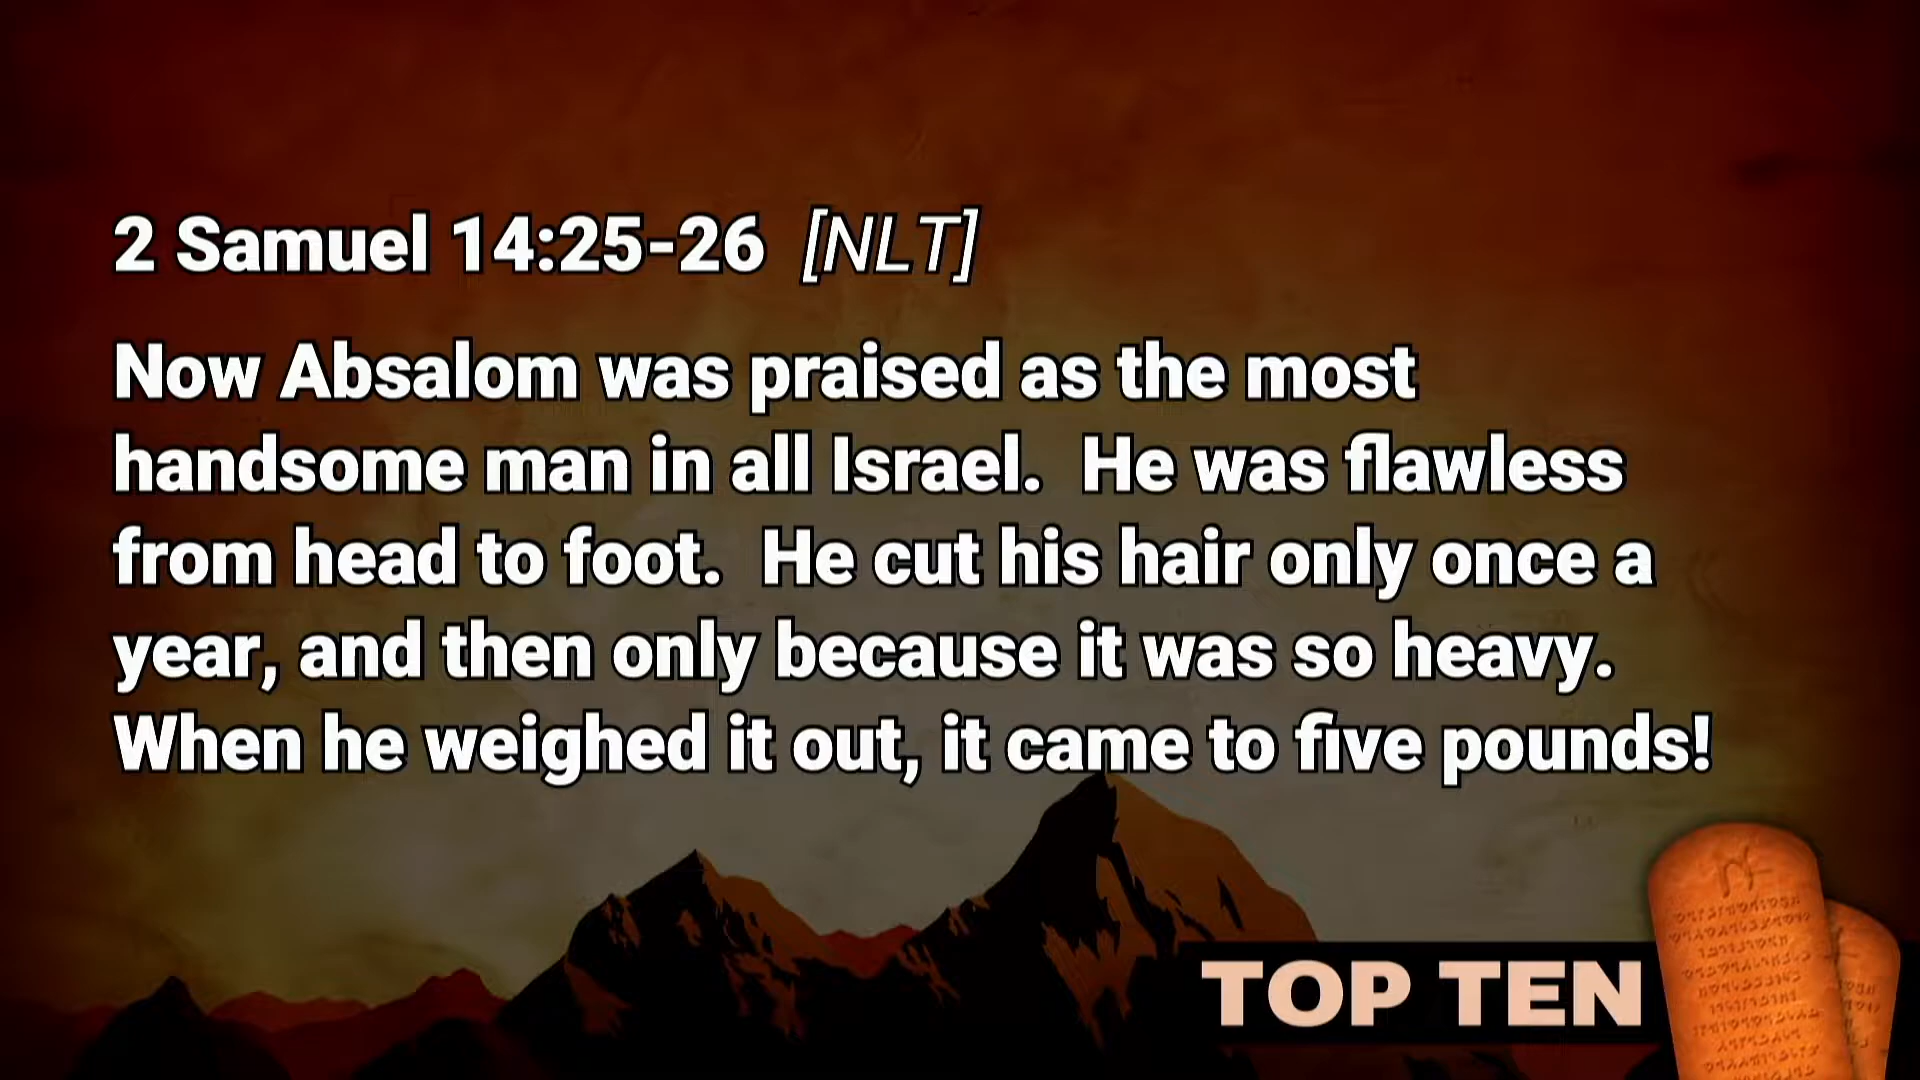 2 Samuel 14:25-26 [NLT]
Now Absalom was praised as the most
handsome man in all Israel. He was flawless
from head to foot. He cut his hair only once a
year, and then only because it was so heavy.
When he weighed it out, it came to five pounds!
TOP TEN